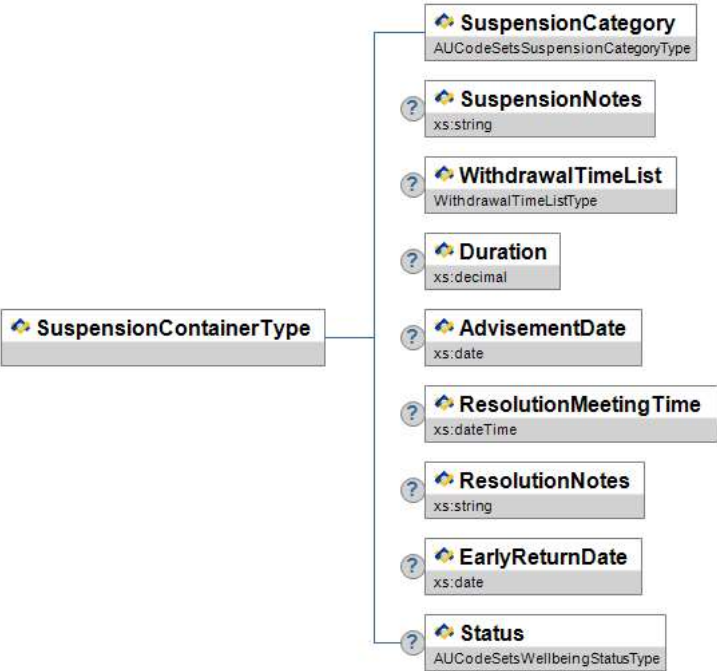 SuspensionCategory
AUCodeSetsSuspensionCategoryType
?
SuspensionNotes
xs:string
?
WithdrawalTimeList
WithdrawalTimeListType
?
Duration
xs:decimal
SuspensionContainerType
?
AdvisementDate
xs:date
?
ResolutionMeetingTime
xs:dateTime
?
ResolutionNotes
xs:string
?
EarlyReturnDate
xs:date
?
Status
AUCodeSetsWellbeingStatusType